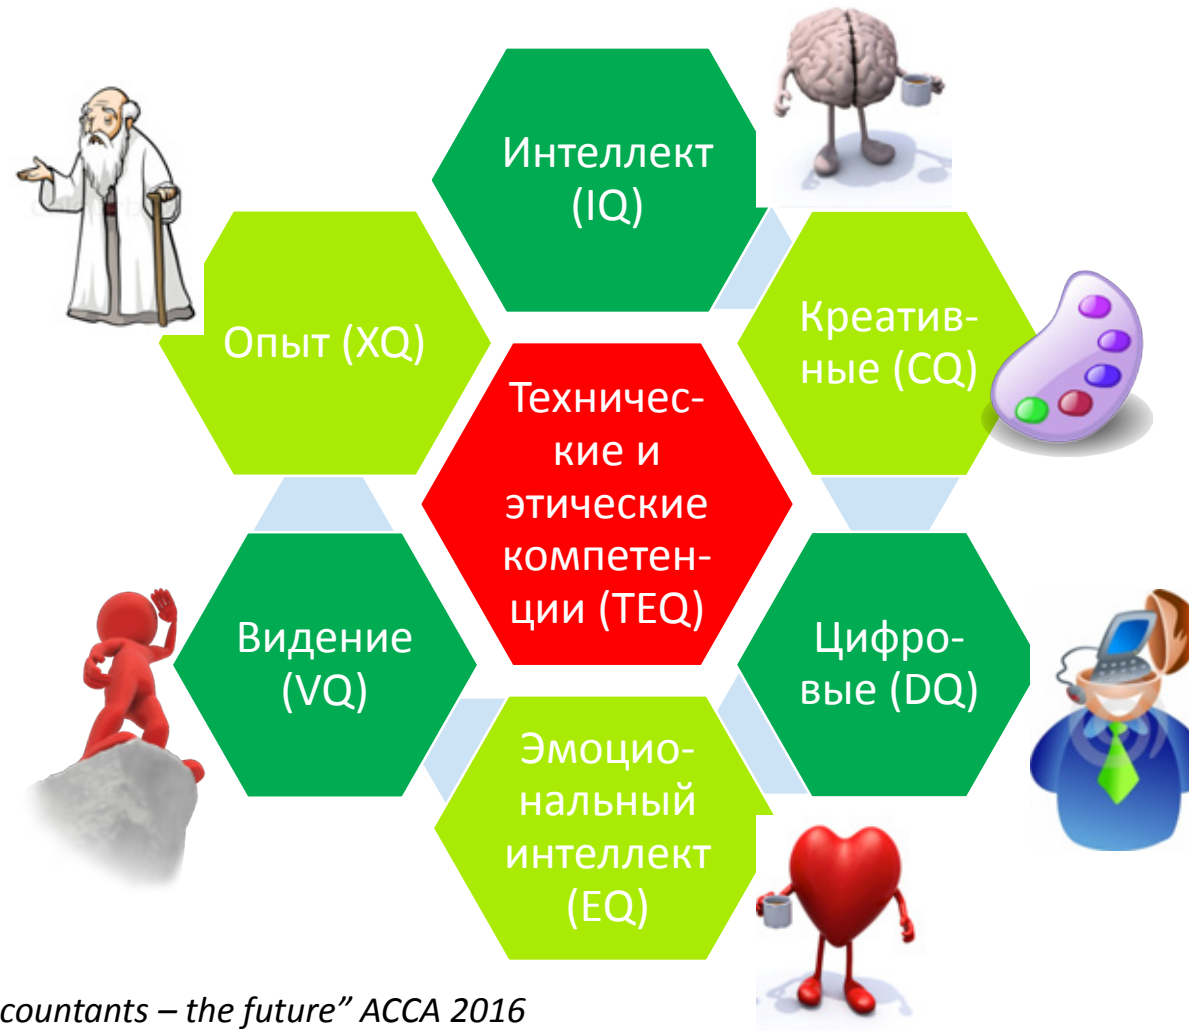 Интеллект
(IQ)
Креатив-
ные (CQ)
Опыт (XQ)
Техничес-
кие и
этические
компетен-
ции (TEQ)
Видение
(VQ)
Цифро-
вые (DQ)
Эмоцио-
нальный
интеллект
(EQ)
countants – the future” ACCA 2016